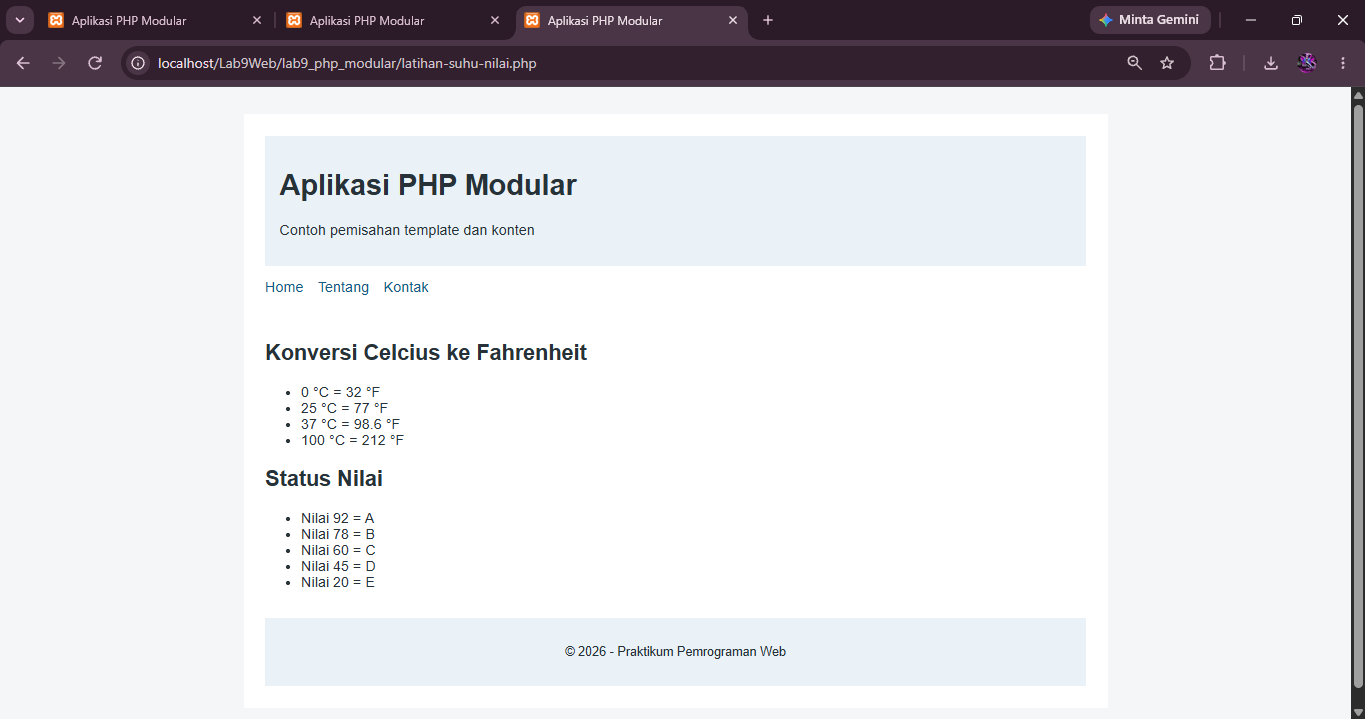 Aplikasi PHP Modular
Aplikasi PHP Modular
Aplikasi PHP Modular
Minta Gemini
localhost/Lab9Web/lab9_php_modular/latihan-suhu-nilai.php
Aplikasi PHP Modular
Contoh pemisahan template dan konten
Home Tentang Kontak
Konversi Celcius ke Fahrenheit
• 0 °C = 32 °F
• 25 °C = 77 °F
• 37 °C = 98.6 °F
• 100 °C = 212 °F
Status Nilai
• Nilai 92 = A
• Nilai 78 = B
• Nilai 60 = C
• Nilai 45 = D
• Nilai 20 = E
© 2026 - Praktikum Pemrograman Web